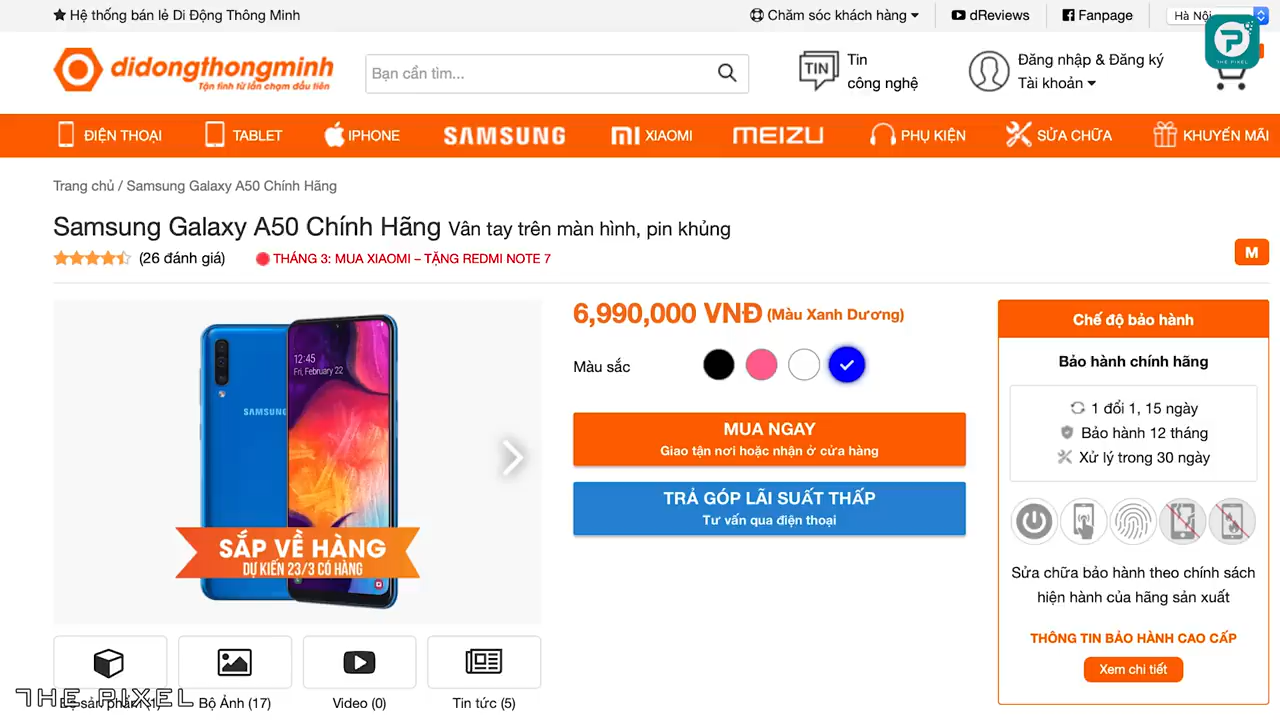 Hệ thống bán lẻ Di Động Thông Minh
Chăm sóc khách hàng
dReviews
Fanpage
Hà Nội
didongthongminh
Tận tình từ lần chạm đầu tiên
Bạn cần tìm...
TIN
Tin
công nghệ
Đăng nhập & Đăng ký
Tài khoản
THE PIXEL
ĐIỆN THOẠI
TABLET
IPHONE
SAMSUNG
XIAOMI
MEIZU
PHỤ KIỆN
SỬA CHỮA
KHUYẾN MÃI
Trang chủ / Samsung Galaxy A50 Chính Hãng
Samsung Galaxy A50 Chính Hãng Vân tay trên màn hình, pin khủng
(26 đánh giá)
THÁNG 3: MUA XIAOMI – TẶNG REDMI NOTE 7
M
12:45
Fri, February 22
SAMSUNG
SẮP VỀ HÀNG
DỰ KIẾN 23/3 CÓ HÀNG
6,990,000 VNĐ (Màu Xanh Dương)
Màu sắc
MUA NGAY
Giao tận nơi hoặc nhận ở cửa hàng
TRẢ GÓP LÃI SUẤT THẤP
Tư vấn qua điện thoại
Chế độ bảo hành
Bảo hành chính hãng
1 đổi 1, 15 ngày
Bảo hành 12 tháng
Xử lý trong 30 ngày
Sửa chữa bảo hành theo chính sách
hiện hành của hãng sản xuất
THÔNG TIN BẢO HÀNH CAO CẤP
Xem chi tiết
Bộ Ảnh (17)
Video (0)
Tin tức (5)
THE PIXEL